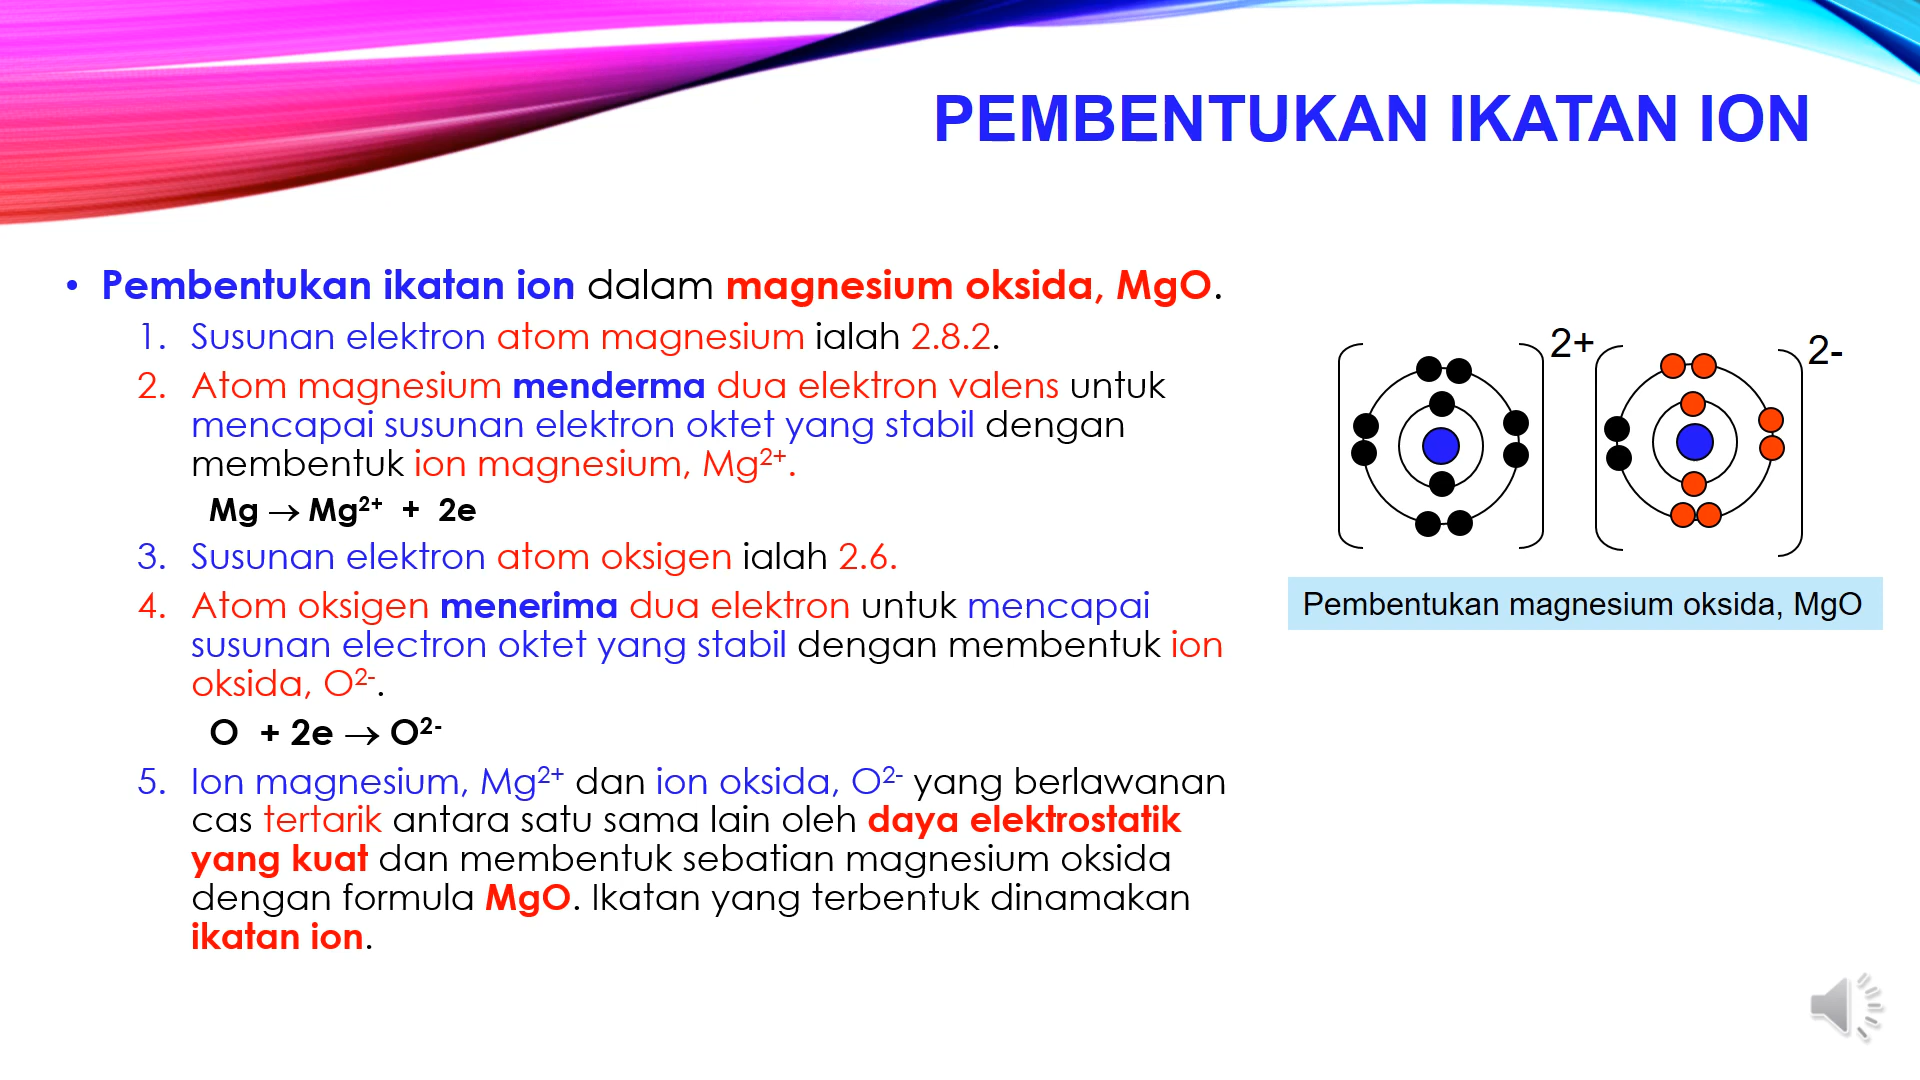 PEMBENTUKAN IKATAN ION
• Pembentukan ikatan ion dalam magnesium oksida, MgO.
1. Susunan elektron atom magnesium ialah 2.8.2.
2. Atom magnesium menderma dua elektron valens untuk
mencapai susunan elektron oktet yang stabil dengan
membentuk ion magnesium, Mg²⁺.
Mg → Mg²⁺ + 2e
3. Susunan elektron atom oksigen ialah 2.6.
4. Atom oksigen menerima dua elektron untuk mencapai
susunan electron oktet yang stabil dengan membentuk ion
oksida, O²⁻.
O + 2e → O²⁻
5. Ion magnesium, Mg²⁺ dan ion oksida, O²⁻ yang berlawanan
cas tertarik antara satu sama lain oleh daya elektrostatik
yang kuat dan membentuk sebatian magnesium oksida
dengan formula MgO. Ikatan yang terbentuk dinamakan
ikatan ion.
2+
2-
Pembentukan magnesium oksida, MgO